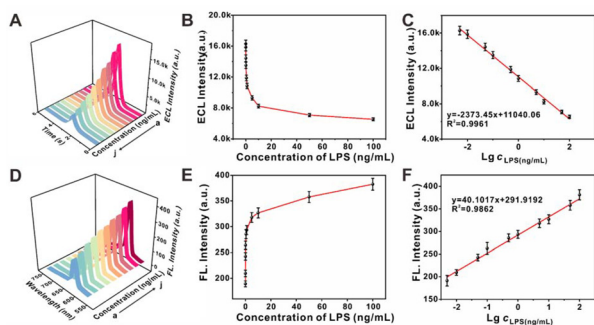 A
15.0k
10.0k
5.0k
0
ECL Intensity (a.u.)
Time (s)
Concentration (ng/mL)
j
a
B
ECL Intensity(a.u.)
20.0k
16.0k
12.0k
8.0k
4.0k
0
20
40
60
80
100
Concentration of LPS (ng/mL)
C
ECL Intensity(a.u.)
16.0k
12.0k
8.0k
4.0k
y=-2373.45x+11040.06
R²=0.9961
-2
-1
0
1
2
Lg c LPS(ng/mL)
D
400
300
200
100
0
FL. Intensity (a.u.)
750
700
650
600
550
Wavelength (nm)
Concentration (ng/mL)
a
j
E
FL. Intensity (a.u.)
400
350
300
250
200
0
20
40
60
80
100
Concentration of LPS (ng/mL)
F
FL. Intensity (a.u.)
400
350
300
250
200
150
y=40.1017x+291.9192
R²=0.9862
-2
-1
0
1
2
Lg c LPS(ng/mL)